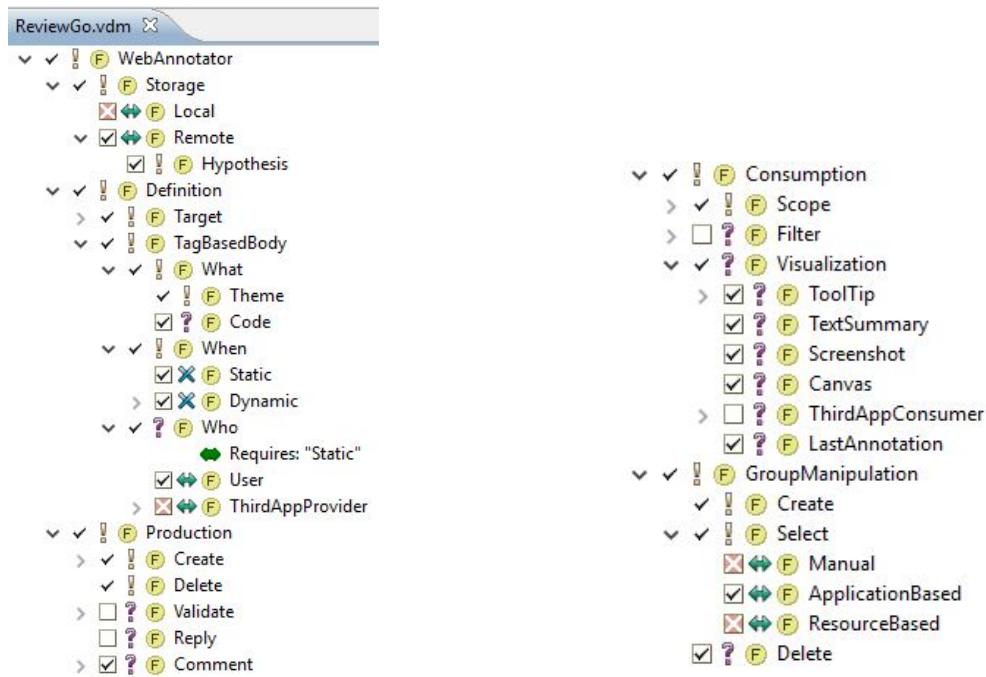 ReviewGo.vdm
F WebAnnotator
F Storage
F Local
F Remote
F Hypothesis
F Definition
F Target
F TagBasedBody
F What
F Theme
F Code
F When
F Static
F Dynamic
F Who
Requires: "Static"
F User
F ThirdAppProvider
F Production
F Create
F Delete
F Validate
F Reply
F Comment
F Consumption
F Scope
F Filter
F Visualization
F ToolTip
F TextSummary
F Screenshot
F Canvas
F ThirdAppConsumer
F LastAnnotation
F GroupManipulation
F Create
F Select
F Manual
F ApplicationBased
F ResourceBased
F Delete